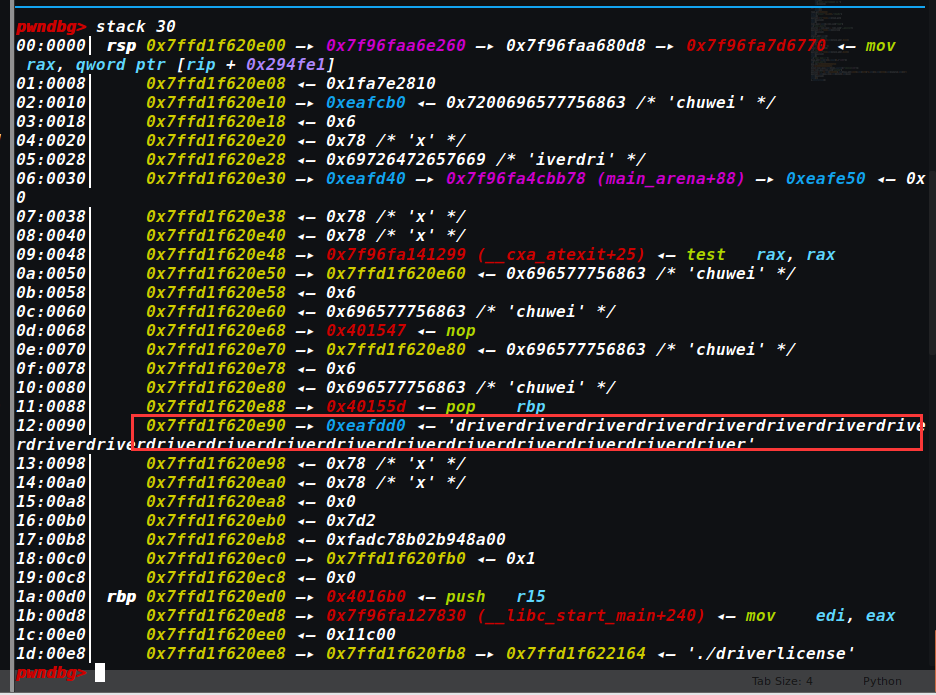 pwndbg> stack 30
00:0000│ rsp 0x7ffd1f620e00 —▸ 0x7f96faa6e260 —▸ 0x7f96faa680d8 —▸ 0x7f96fa7d6770 ◂— mov
rax, qword ptr [rip + 0x294fe1]
01:0008│ 0x7ffd1f620e08 ◂— 0x1fa7e2810
02:0010│ 0x7ffd1f620e10 —▸ 0xeafcb0 ◂— 0x7200696577756863 /* 'chuwei' */
03:0018│ 0x7ffd1f620e18 ◂— 0x6
04:0020│ 0x7ffd1f620e20 ◂— 0x78 /* 'x' */
05:0028│ 0x7ffd1f620e28 ◂— 0x69726472657669 /* 'iverdri' */
06:0030│ 0x7ffd1f620e30 —▸ 0xeafd40 —▸ 0x7f96fa4cbb78 (main_arena+88) —▸ 0xeafe50 ◂— 0x
0
07:0038│ 0x7ffd1f620e38 ◂— 0x78 /* 'x' */
08:0040│ 0x7ffd1f620e40 ◂— 0x78 /* 'x' */
09:0048│ 0x7ffd1f620e48 —▸ 0x7f96fa141299 (__cxa_atexit+25) ◂— test rax, rax
0a:0050│ 0x7ffd1f620e50 —▸ 0x7ffd1f620e60 ◂— 0x696577756863 /* 'chuwei' */
0b:0058│ 0x7ffd1f620e58 ◂— 0x6
0c:0060│ 0x7ffd1f620e60 ◂— 0x696577756863 /* 'chuwei' */
0d:0068│ 0x7ffd1f620e68 —▸ 0x401547 ◂— nop
0e:0070│ 0x7ffd1f620e70 —▸ 0x7ffd1f620e80 ◂— 0x696577756863 /* 'chuwei' */
0f:0078│ 0x7ffd1f620e78 ◂— 0x6
10:0080│ 0x7ffd1f620e80 ◂— 0x696577756863 /* 'chuwei' */
11:0088│ 0x7ffd1f620e88 —▸ 0x40155d ◂— pop rbp
12:0090│ 0x7ffd1f620e90 —▸ 0xeafdd0 ◂— 'driverdriverdriverdriverdriverdriverdriverdrive
rdriverdriverdriverdriverdriverdriverdriverdriverdriverdriverdriverdriver'
13:0098│ 0x7ffd1f620e98 ◂— 0x78 /* 'x' */
14:00a0│ 0x7ffd1f620ea0 ◂— 0x78 /* 'x' */
15:00a8│ 0x7ffd1f620ea8 ◂— 0x0
16:00b0│ 0x7ffd1f620eb0 ◂— 0x7d2
17:00b8│ 0x7ffd1f620eb8 ◂— 0xfadc78b02b948a00
18:00c0│ 0x7ffd1f620ec0 —▸ 0x7ffd1f620fb0 ◂— 0x1
19:00c8│ 0x7ffd1f620ec8 ◂— 0x0
1a:00d0│ rbp 0x7ffd1f620ed0 —▸ 0x4016b0 ◂— push r15
1b:00d8│ 0x7ffd1f620ed8 —▸ 0x7f96fa127830 (__libc_start_main+240) ◂— mov edi, eax
1c:00e0│ 0x7ffd1f620ee0 ◂— 0x11c00
1d:00e8│ 0x7ffd1f620ee8 —▸ 0x7ffd1f620fb8 —▸ 0x7ffd1f622164 ◂— './driverlicense'
pwndbg>
Tab Size: 4 Python